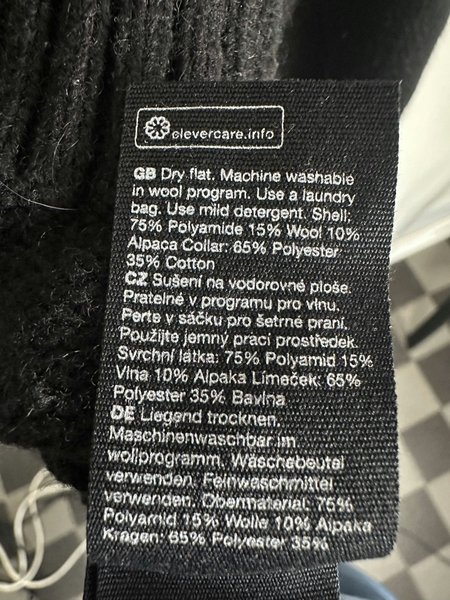 clevercare.info
GB Dry flat. Machine washable
in wool program. Use a laundry
bag. Use mild detergent. Shell:
75% Polyamide 15% Wool 10%
Alpaca Collar: 65% Polyester
35% Cotton
CZ Sušení na vodorovné ploše.
Pratelné v programu pro vlnu.
Perte v sáčku pro šetrné praní.
Použijte jemný prací prostředek.
Svrchní látka: 75% Polyamid 15%
Vlna 10% Alpaka Límeček: 65%
Polyester 35% Bavlna
DE Liegend trocknen.
Maschinenwaschbar im
wollprogramm. Wäschebeutel
verwenden. Feinwaschmittel
verwenden. Obermaterial: 75%
Polyamid 15% Wolle 10% Alpaka
Kragen: 65% Polyester 35%